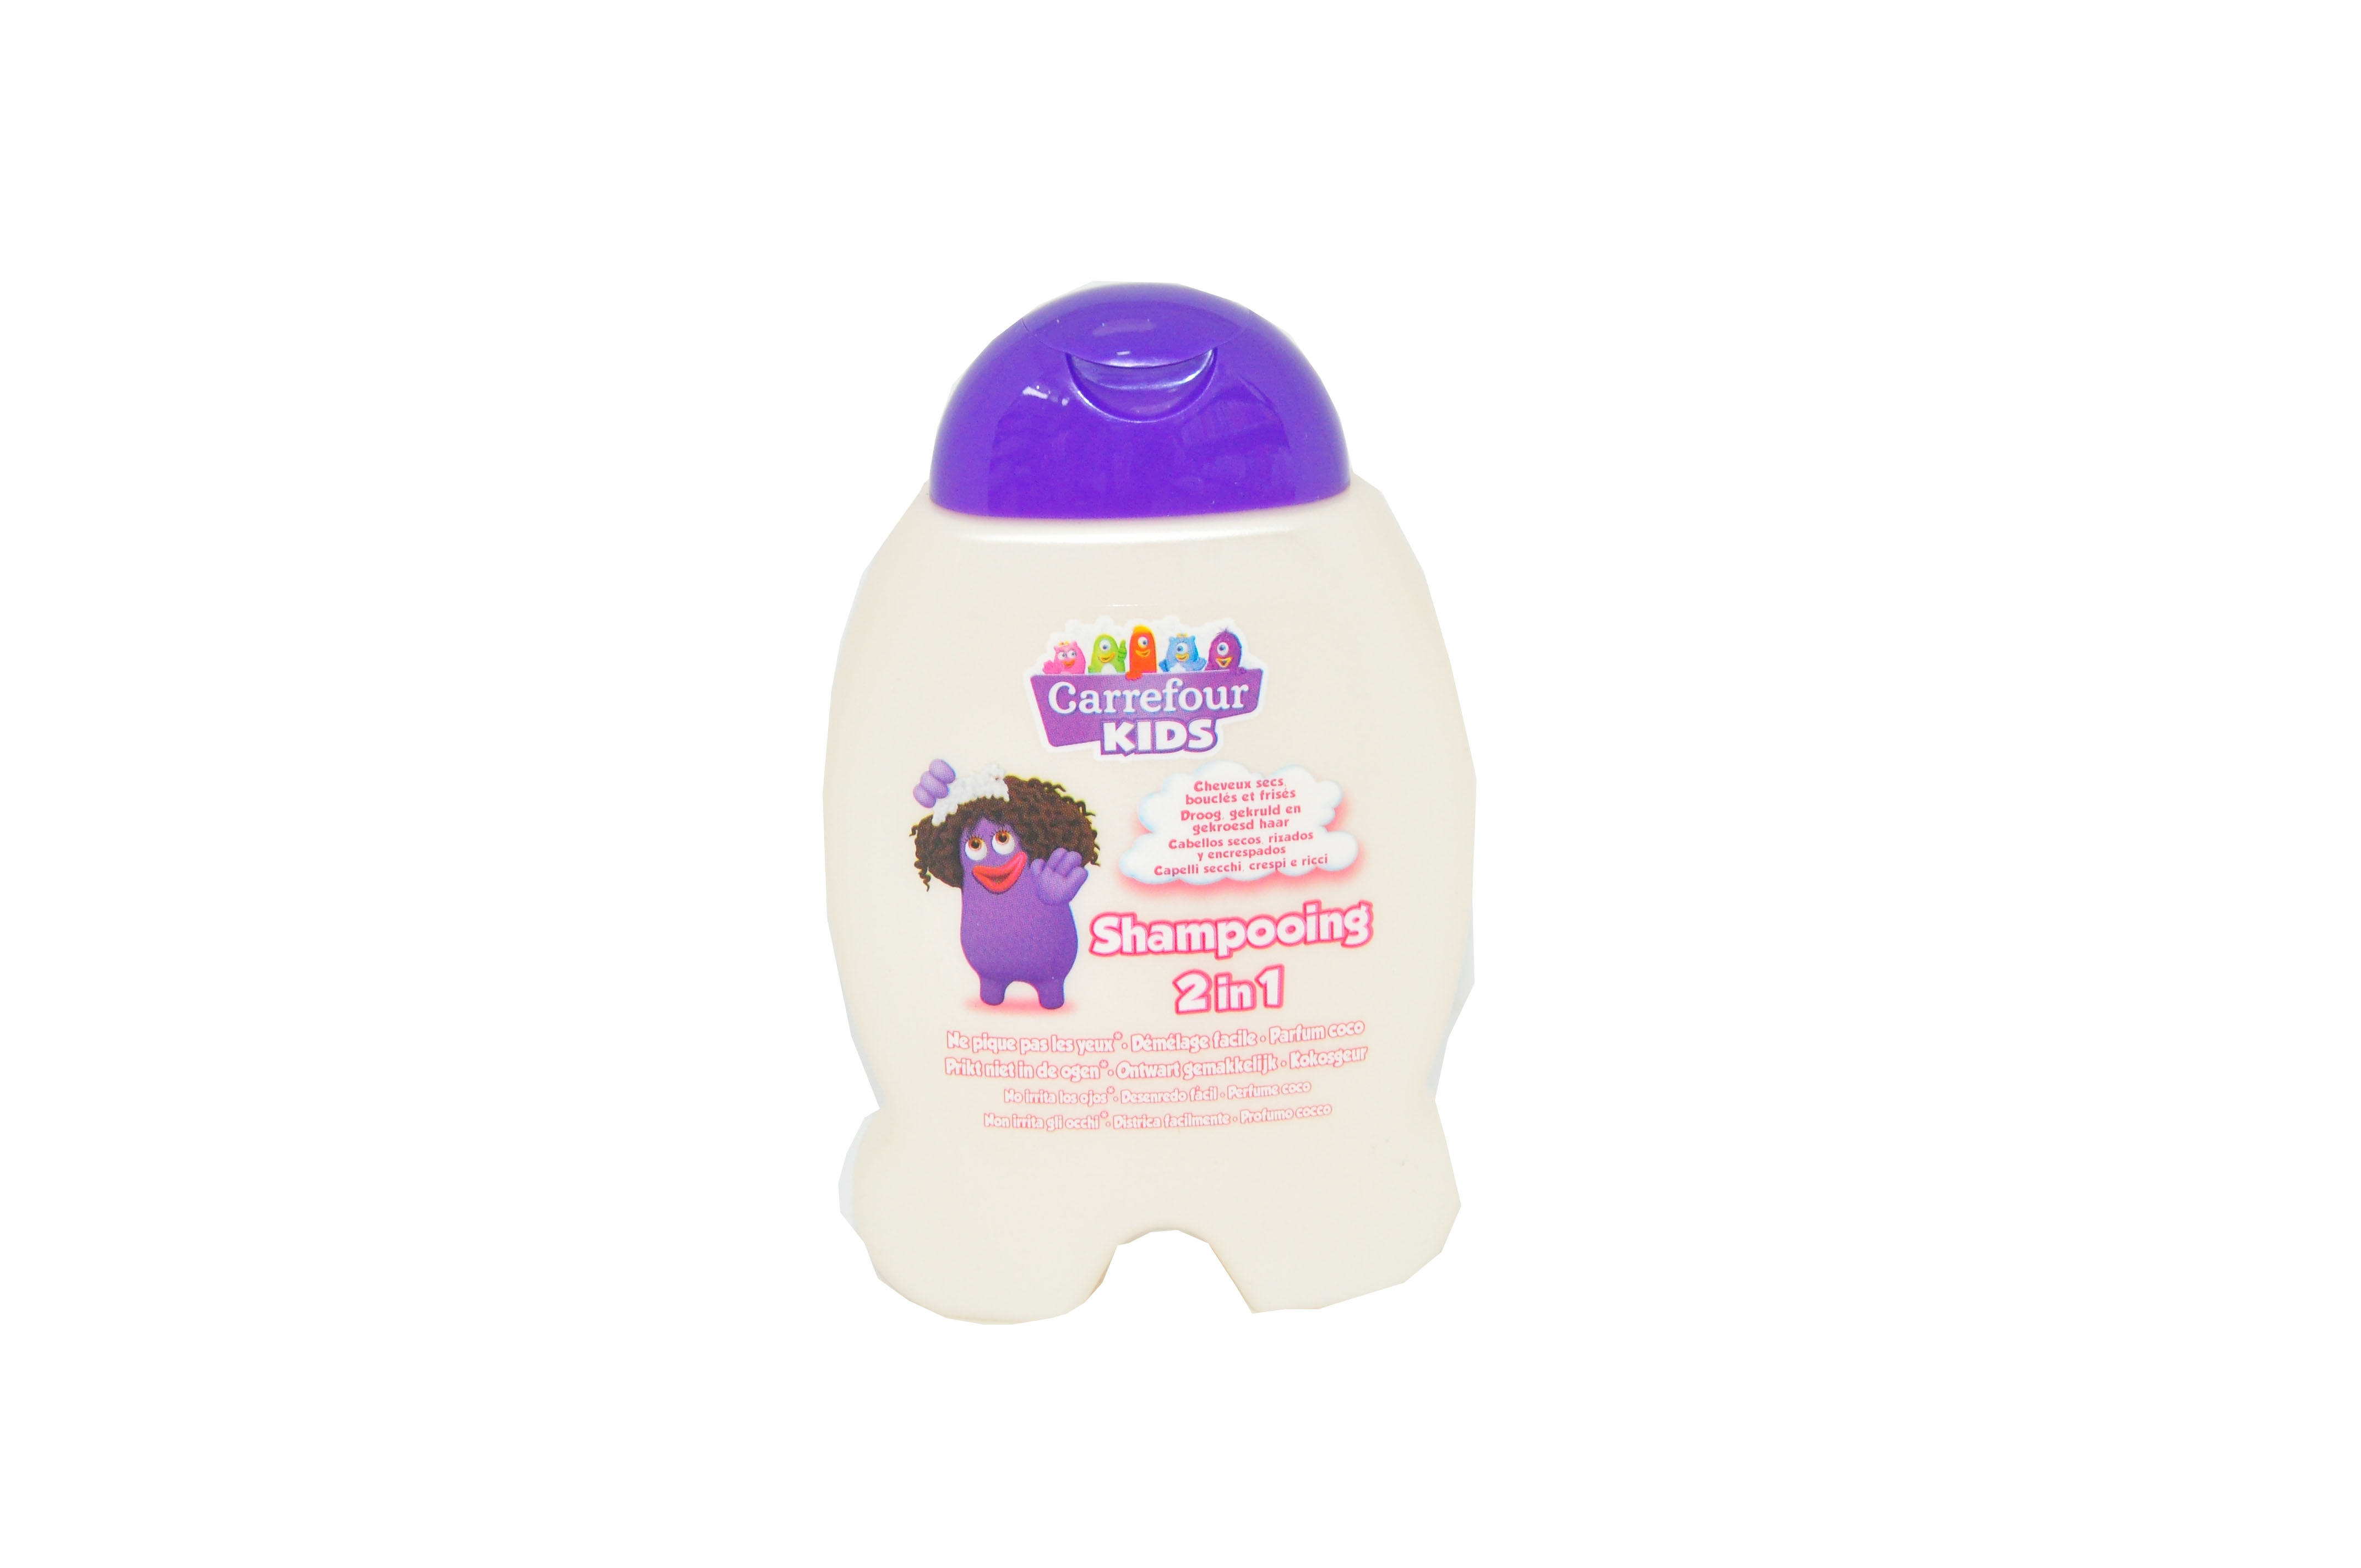 Carrefour
KIDS
Cheveux secs,
bouclés et frisés
Droog, gekruld en
gekroesd haar
Cabellos secos, rizados
y encrespados
Capelli secchi, crespi e ricci
Shampooing
2 in 1
Ne pique pas les yeux* • Démêlage facile • Parfum coco
Prikt niet in de ogen* • Ontwart gemakkelijk • Kokosgeur
No irrita los ojos* • Desenredo fácil • Perfume coco
Non irrita gli occhi* • Districa facilmente • Profumo cocco